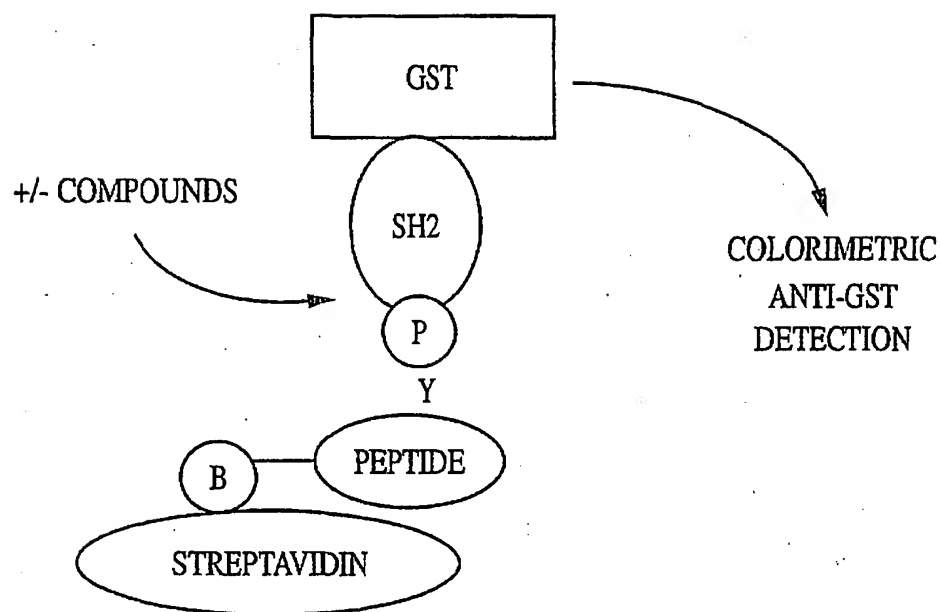 GST
+/- COMPOUNDS
SH2
COLORIMETRIC
ANTI-GST
DETECTION
P
Y
B
PEPTIDE
STREPTAVIDIN